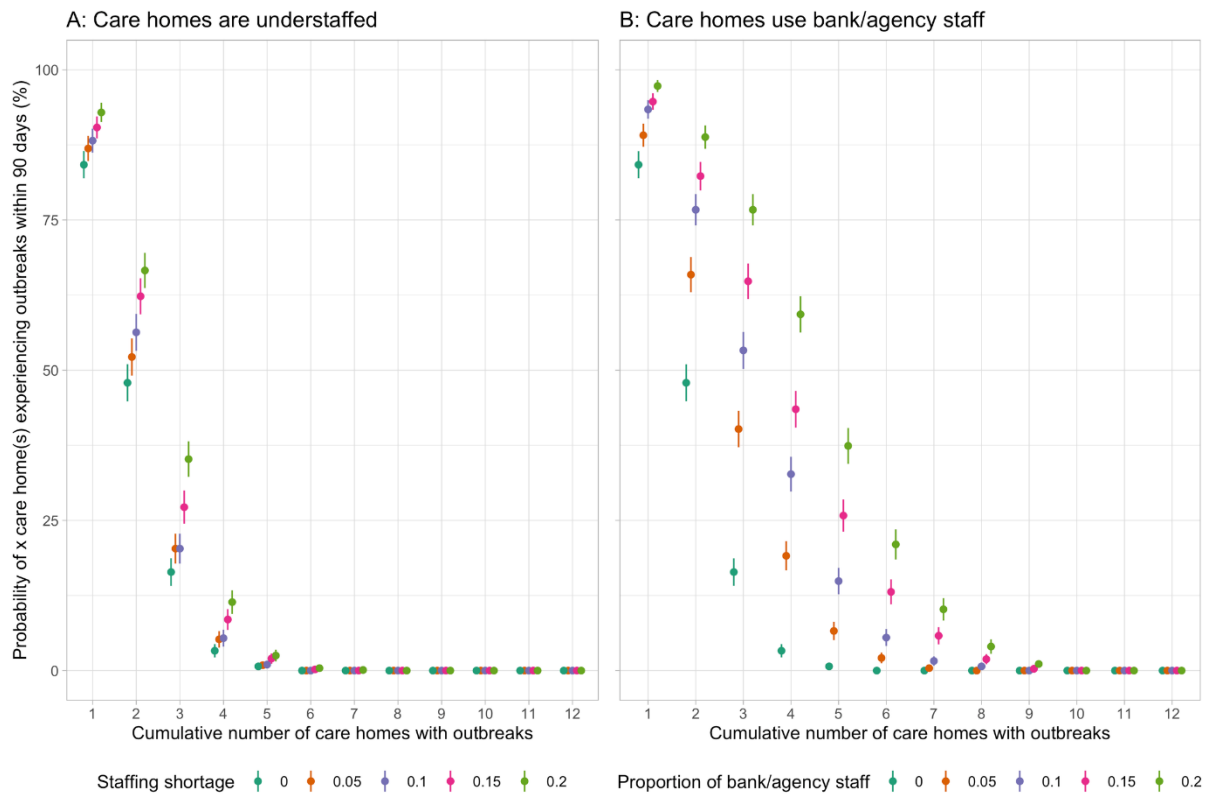 A: Care homes are understaffed
B: Care homes use bank/agency staff
Probability of x care home(s) experiencing outbreaks within 90 days (%)
100
75
50
25
0
1 2 3 4 5 6 7 8 9 10 11 12
1 2 3 4 5 6 7 8 9 10 11 12
Cumulative number of care homes with outbreaks
Cumulative number of care homes with outbreaks
Staffing shortage 0 0.05 0.1 0.15 0.2
Proportion of bank/agency staff 0 0.05 0.1 0.15 0.2